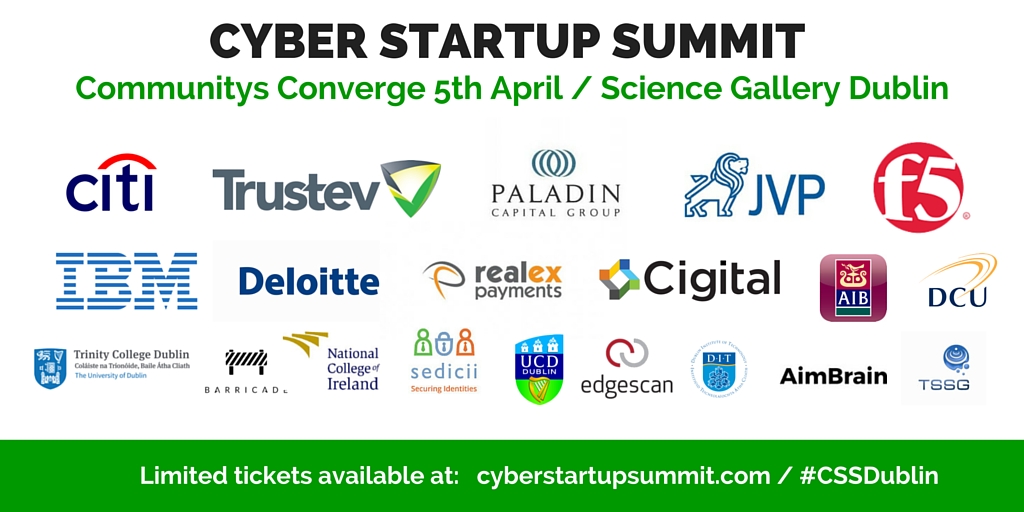 CYBER STARTUP SUMMIT
Communitys Converge 5th April / Science Gallery Dublin
citi
Trustev
PALADIN
CAPITAL GROUP
JVP
f5
IBM
Deloitte
realex
payments
Cigital
AIB
DCU
Trinity College Dublin
Coláiste na Tríonóide, Baile Átha Cliath
The University of Dublin
BARRICADE
National
College of
Ireland
sedicii
Securing Identities
UCD
DUBLIN
edgescan
DIT
AimBrain
TSSG
Limited tickets available at: cyberstartupsummit.com / #CSSDublin